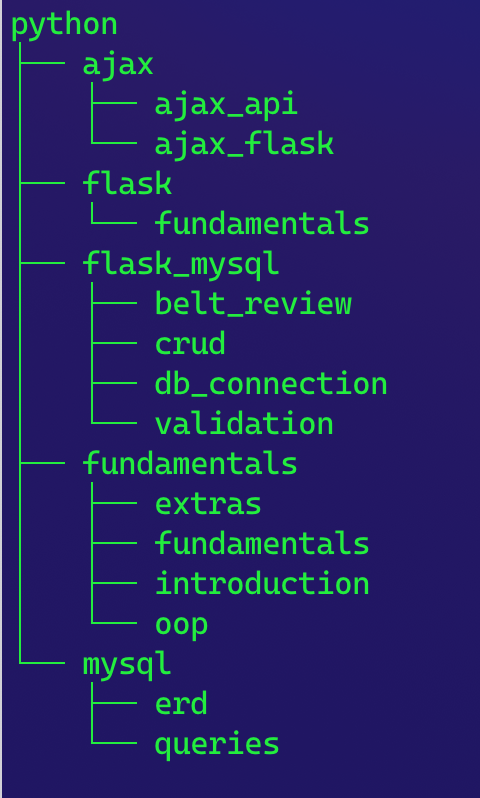 python
ajax
ajax_api
ajax_flask
flask
fundamentals
flask_mysql
belt_review
crud
db_connection
validation
fundamentals
extras
fundamentals
introduction
oop
mysql
erd
queries